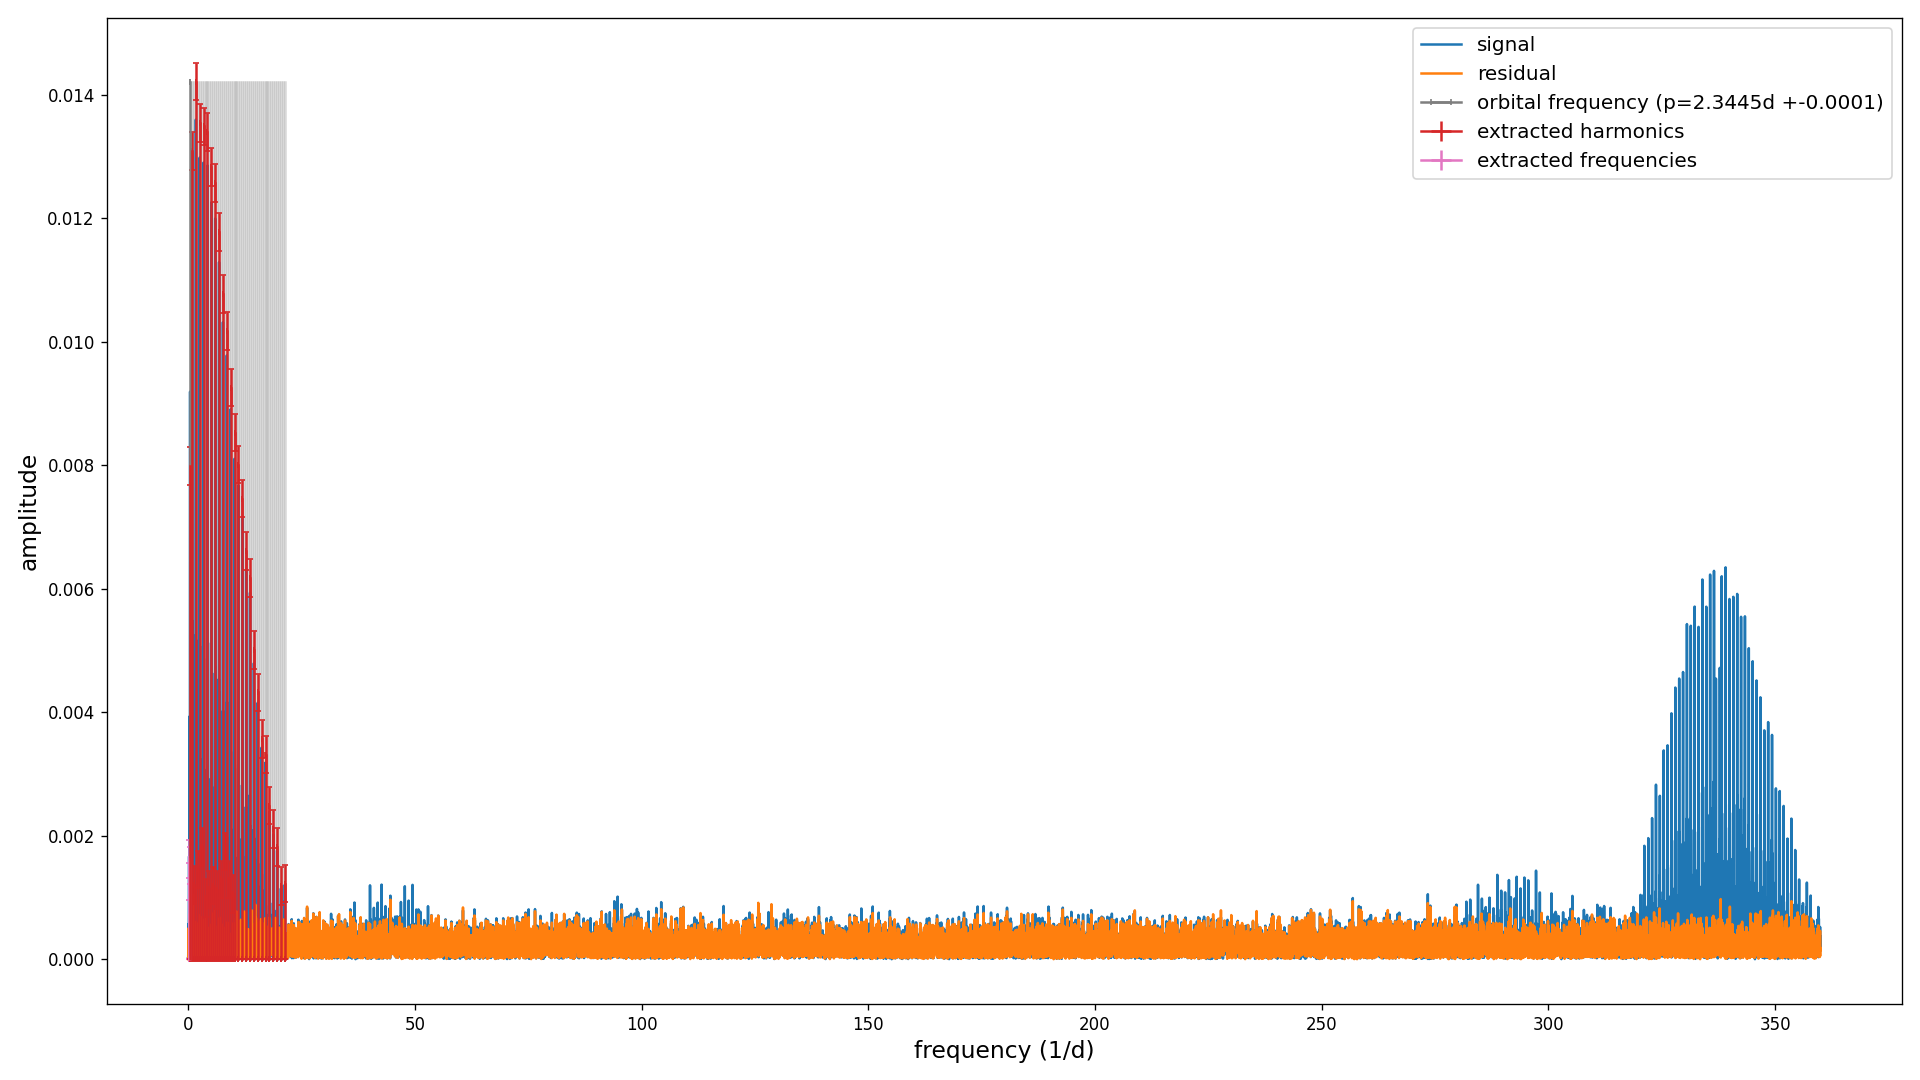 signal
residual
orbital frequency (p=2.3445d +-0.0001)
extracted harmonics
extracted frequencies
0.014
0.012
0.010
0.008
0.006
0.004
0.002
0.000
amplitude
0 50 100 150 200 250 300 350
frequency (1/d)